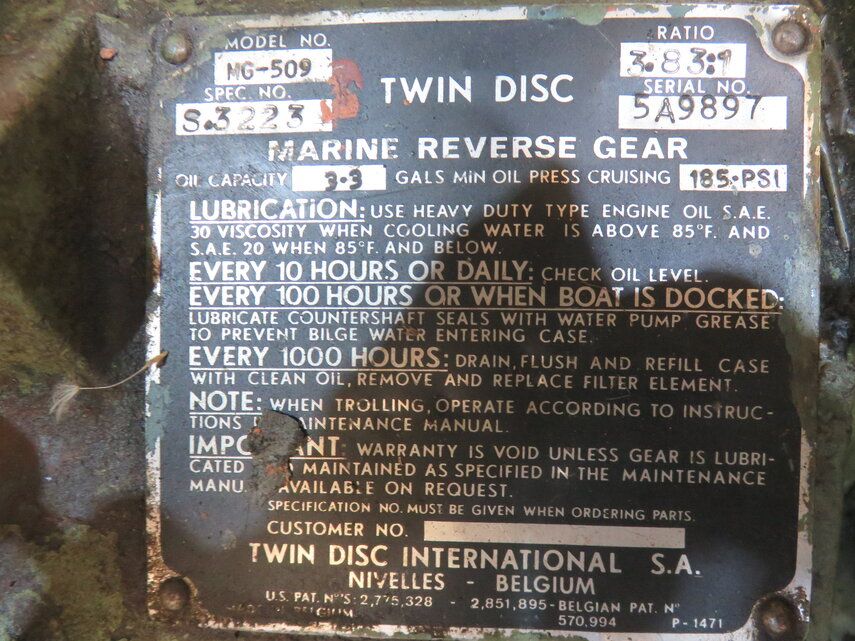 MODEL NO.
RATIO
MG-509
3.83:1
SPEC. NO.
TWIN DISC
SERIAL NO.
S.3223
5A9897
MARINE REVERSE GEAR
OIL CAPACITY 3.3 GALS MIN OIL PRESS CRUISING 185.PSI
LUBRICATION: USE HEAVY DUTY TYPE ENGINE OIL S.A.E.
30 VISCOSITY WHEN COOLING WATER IS ABOVE 85°F. AND
S.A.E. 20 WHEN 85°F. AND BELOW.
EVERY 10 HOURS OR DAILY: CHECK OIL LEVEL.
EVERY 100 HOURS OR WHEN BOAT IS DOCKED:
LUBRICATE COUNTERSHAFT SEALS WITH WATER PUMP GREASE
TO PREVENT BILGE WATER ENTERING CASE.
EVERY 1000 HOURS: DRAIN, FLUSH AND REFILL CASE
WITH CLEAN OIL, REMOVE AND REPLACE FILTER ELEMENT.
NOTE: WHEN TROLLING, OPERATE ACCORDING TO INSTRUC-
TIONS MAINTENANCE MANUAL.
WARRANTY IS VOID UNLESS GEAR IS LUBRI-
CATED MAINTAINED AS SPECIFIED IN THE MAINTENANCE
AVAILABLE ON REQUEST.
SPECIFICATION NO. MUST BE GIVEN WHEN ORDERING PARTS.
CUSTOMER NO.
TWIN DISC INTERNATIONAL S.A.
NIVELLES - BELGIUM
U.S. PAT. N°S: 2,775,328 - 2,851,895 - BELGIAN PAT. N°
BELGIUM 570.994 P-1471